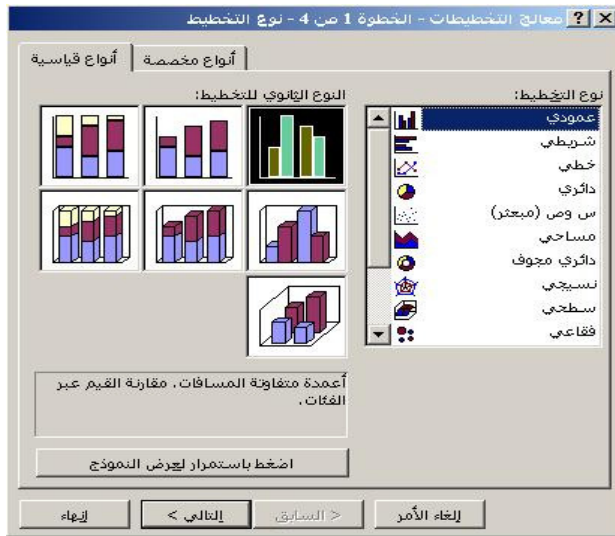 معالج التخطيطات - الخطوة 1 من 4 - نوع التخطيط
أنواع قياسية
أنواع مخصصة
نوع التخطيط:
عمودي
شريطي
خطي
دائري
س وص (مبعثر)
مساحي
دائري مجوف
نسيجي
سطحي
فقاعي
النوع الثانوي للتخطيط:
أعمدة متفاوتة المسافات. مقارنة القيم عبر
الفئات.
اضغط باستمرار لعرض النموذج
إلغاء الأمر
< السابق
التالي >
إنهاء